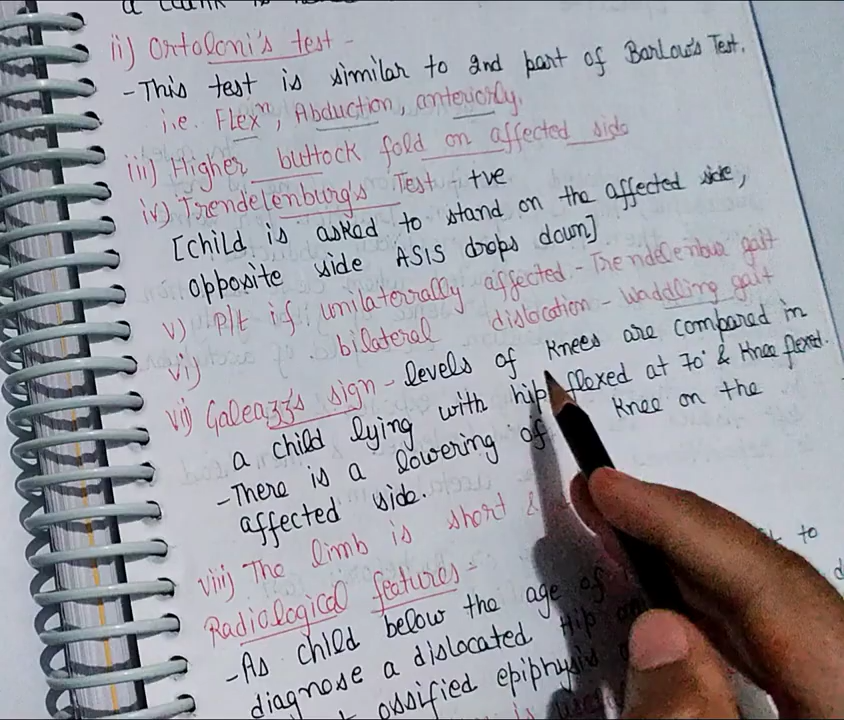 ii) Ortoloni's test -
- This test is similar to 2nd part of Barlow's Test.
i.e. Flexⁿ, Abduction, anteriorly.
iii) Higher buttock fold on affected side
iv) Trendelenburg's Test +ve
[Child is asked to stand on the affected side,
opposite side ASIS drops down]
v) P/t if unilaterrally affected - Trendelenbur gait
vi) bilateral dislocation - waddling gait
vii) Galeazzi's sign - levels of Knees are compared in
a child lying with hip flexed at 70° & Knee flexed.
- There is a lowering of Knee on the
affected side.
viii) The limb is short &
Radiological features -
- As child below the age of
to
diagnose a dislocated Hip
ossified epiphysis
is